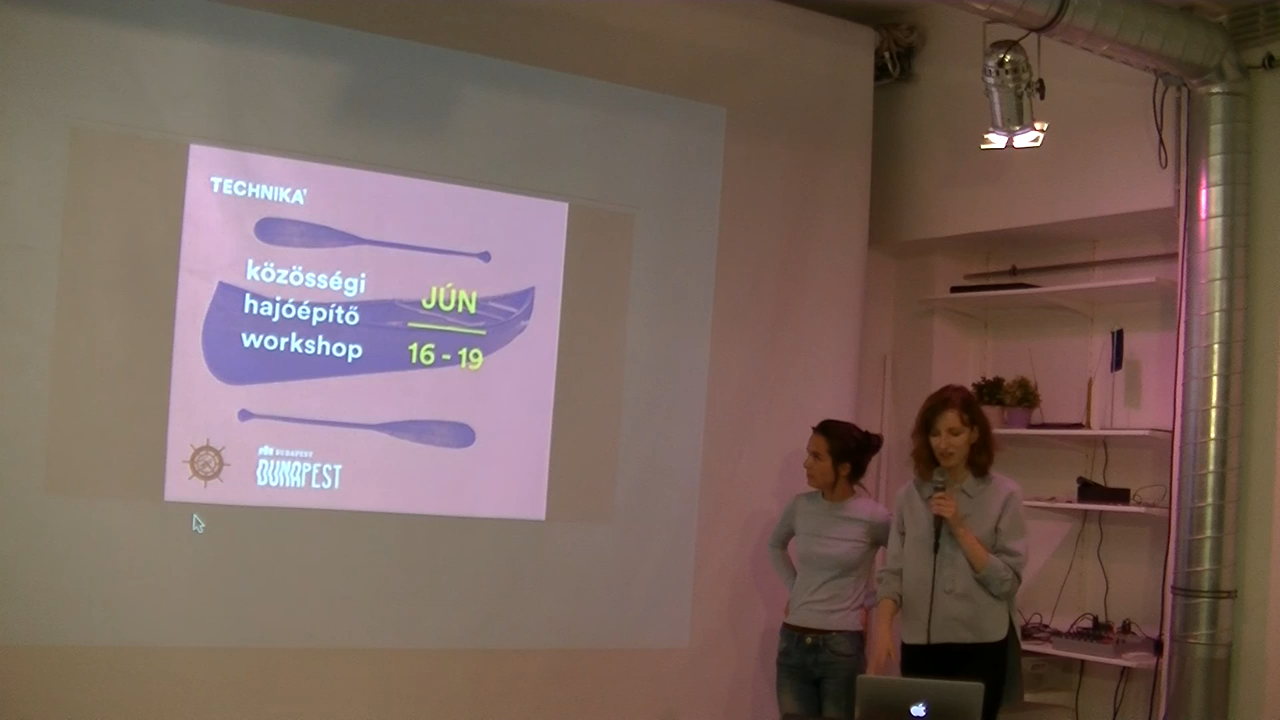 TECHNIKA'
közösségi
hajóépítő
workshop
JÚN
16 - 19
BUDAPEST
DUNAPEST